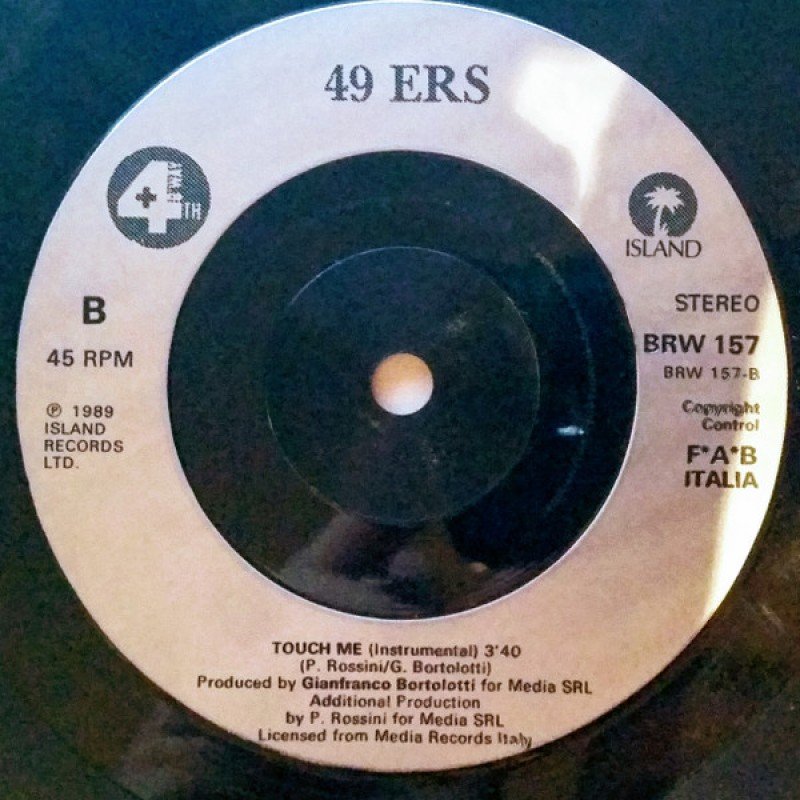 49 ERS
4TH
B'WAY
ISLAND
B
45 RPM
℗ 1989
ISLAND
RECORDS
LTD.
STEREO
BRW 157
BRW 157-B
Copyright
Control
F*A*B
ITALIA
TOUCH ME (Instrumental) 3'40
(P. Rossini/G. Bortolotti)
Produced by Gianfranco Bortolotti for Media SRL
Additional Production
by P. Rossini for Media SRL
Licensed from Media Records Italy